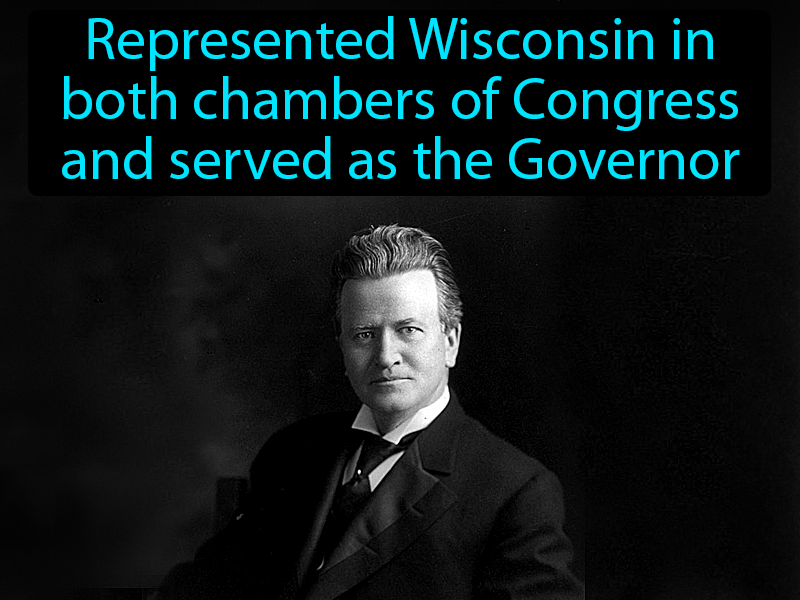 Represented Wisconsin in
both chambers of Congress
and served as the Governor